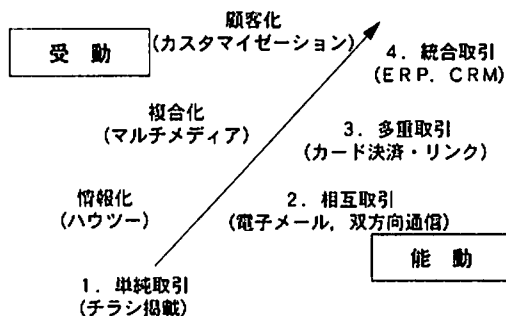 顧客化
(カスタマイゼーション)
受動
4．統合取引
(ERP，CRM)
複合化
(マルチメディア)
3．多重取引
(カード決済・リンク)
情報化
(ハウツー)
2．相互取引
(電子メール，双方向通信)
能動
1．単純取引
(チラシ掲載)